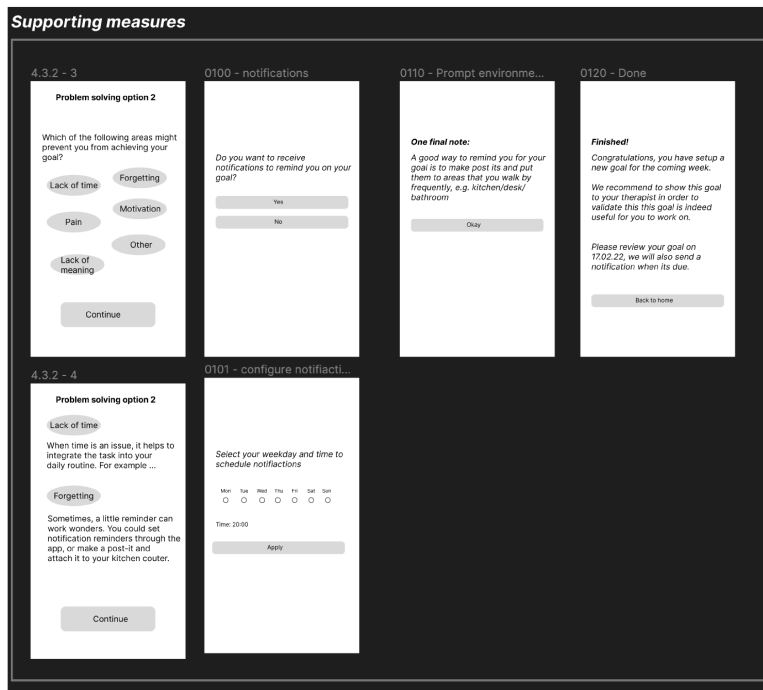 Supporting measures
4.3.2 - 3
Problem solving option 2
Which of the following areas might
prevent you from achieving your
goal?
Lack of time
Forgetting
Motivation
Pain
Other
Lack of
meaning
Continue
0100 - notifications
Do you want to receive
notifications to remind you on your
goal?
Yes
No
0110 - Prompt environme...
One final note:
A good way to remind you for your
goal is to make post its and put
them to areas that you walk by
frequently, e.g. kitchen/desk/
bathroom
Okay
0120 - Done
Finished!
Congratulations, you have setup a
new goal for the coming week.
We recommend to show this goal
to your therapist in order to
validate this this goal is indeed
useful for you to work on.
Please review your goal on
17.02.22, we will also send a
notification when its due.
Back to home
4.3.2 - 4
Problem solving option 2
Lack of time
When time is an issue, it helps to
integrate the task into your
daily routine. For example ...
Forgetting
Sometimes, a little reminder can
work wonders. You could set
notification reminders through the
app, or make a post-it and
attach it to your kitchen couter.
Continue
0101 - configure notifiacti...
Select your weekday and time to
schedule notifiactions
Mon Tue Wed Thu Fri Sat Sun
Time: 20:00
Apply